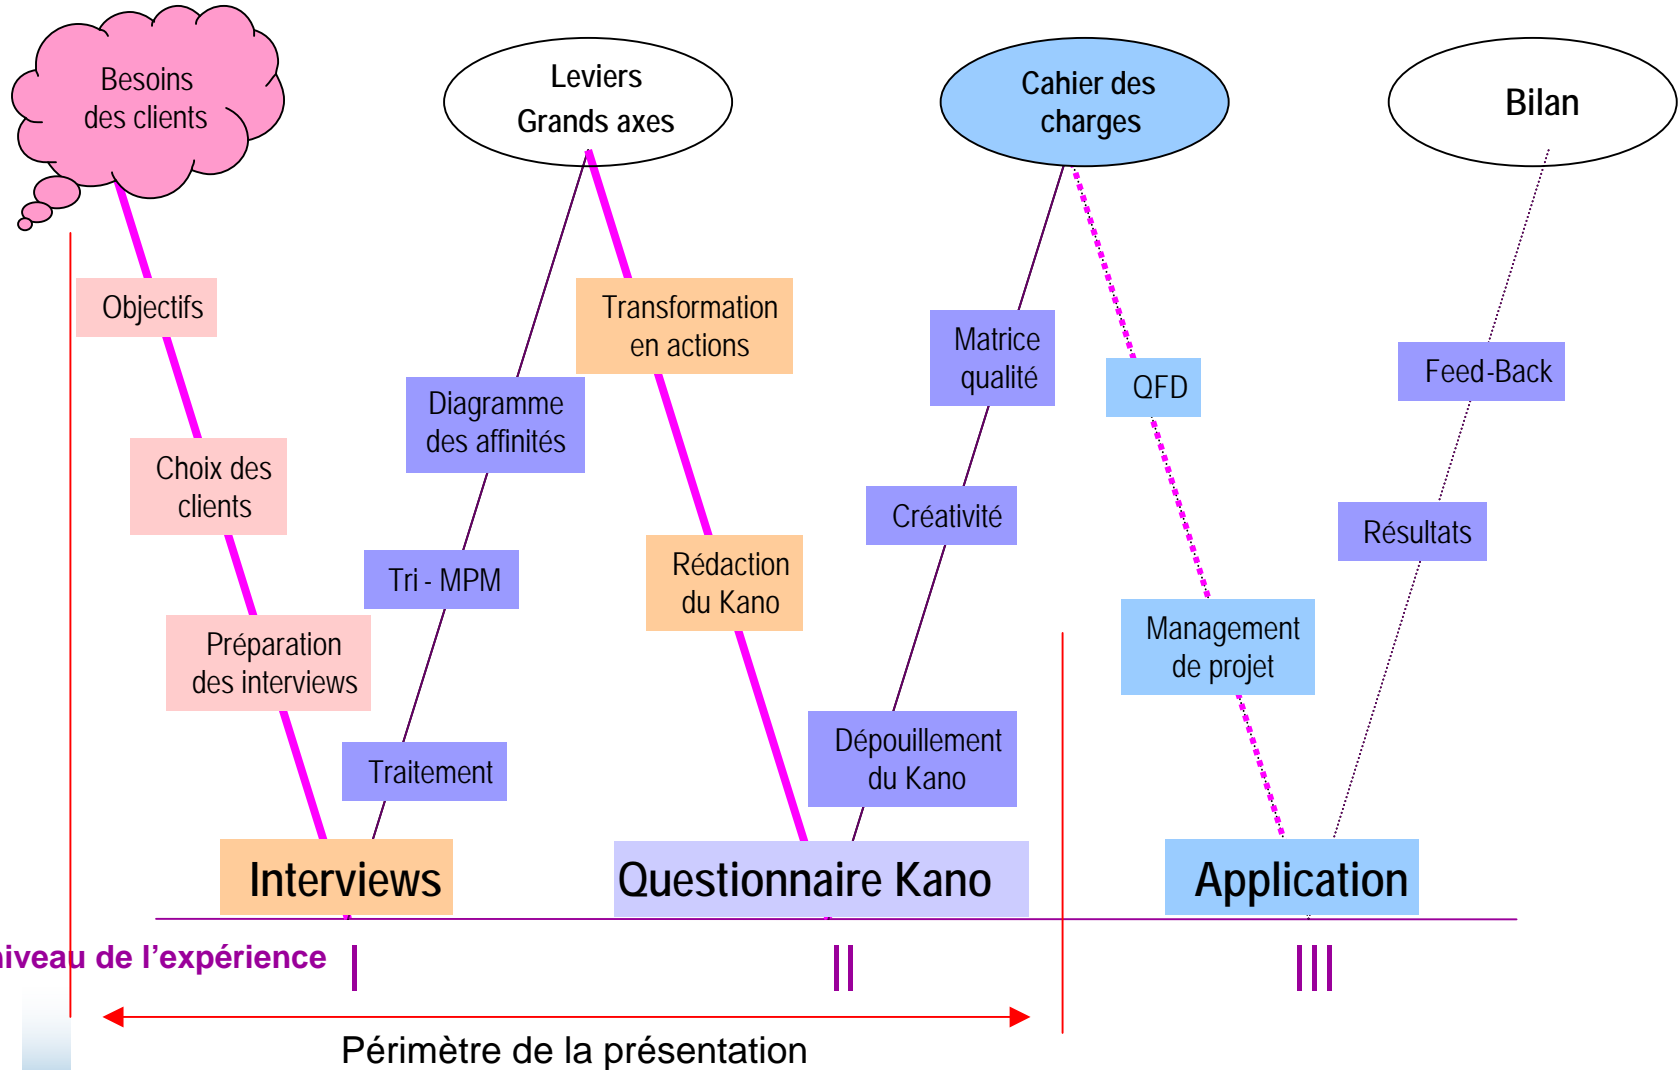 Besoins
des clients
Leviers
Grands axes
Cahier des
charges
Bilan
Objectifs
Choix des
clients
Préparation
des interviews
Interviews
Traitement
Tri - MPM
Diagramme
des affinités
Transformation
en actions
Rédaction
du Kano
Questionnaire Kano
Dépouillement
du Kano
Créativité
Matrice
qualité
QFD
Management
de projet
Application
Résultats
Feed-Back
niveau de l'expérience
I
II
III
Périmètre de la présentation